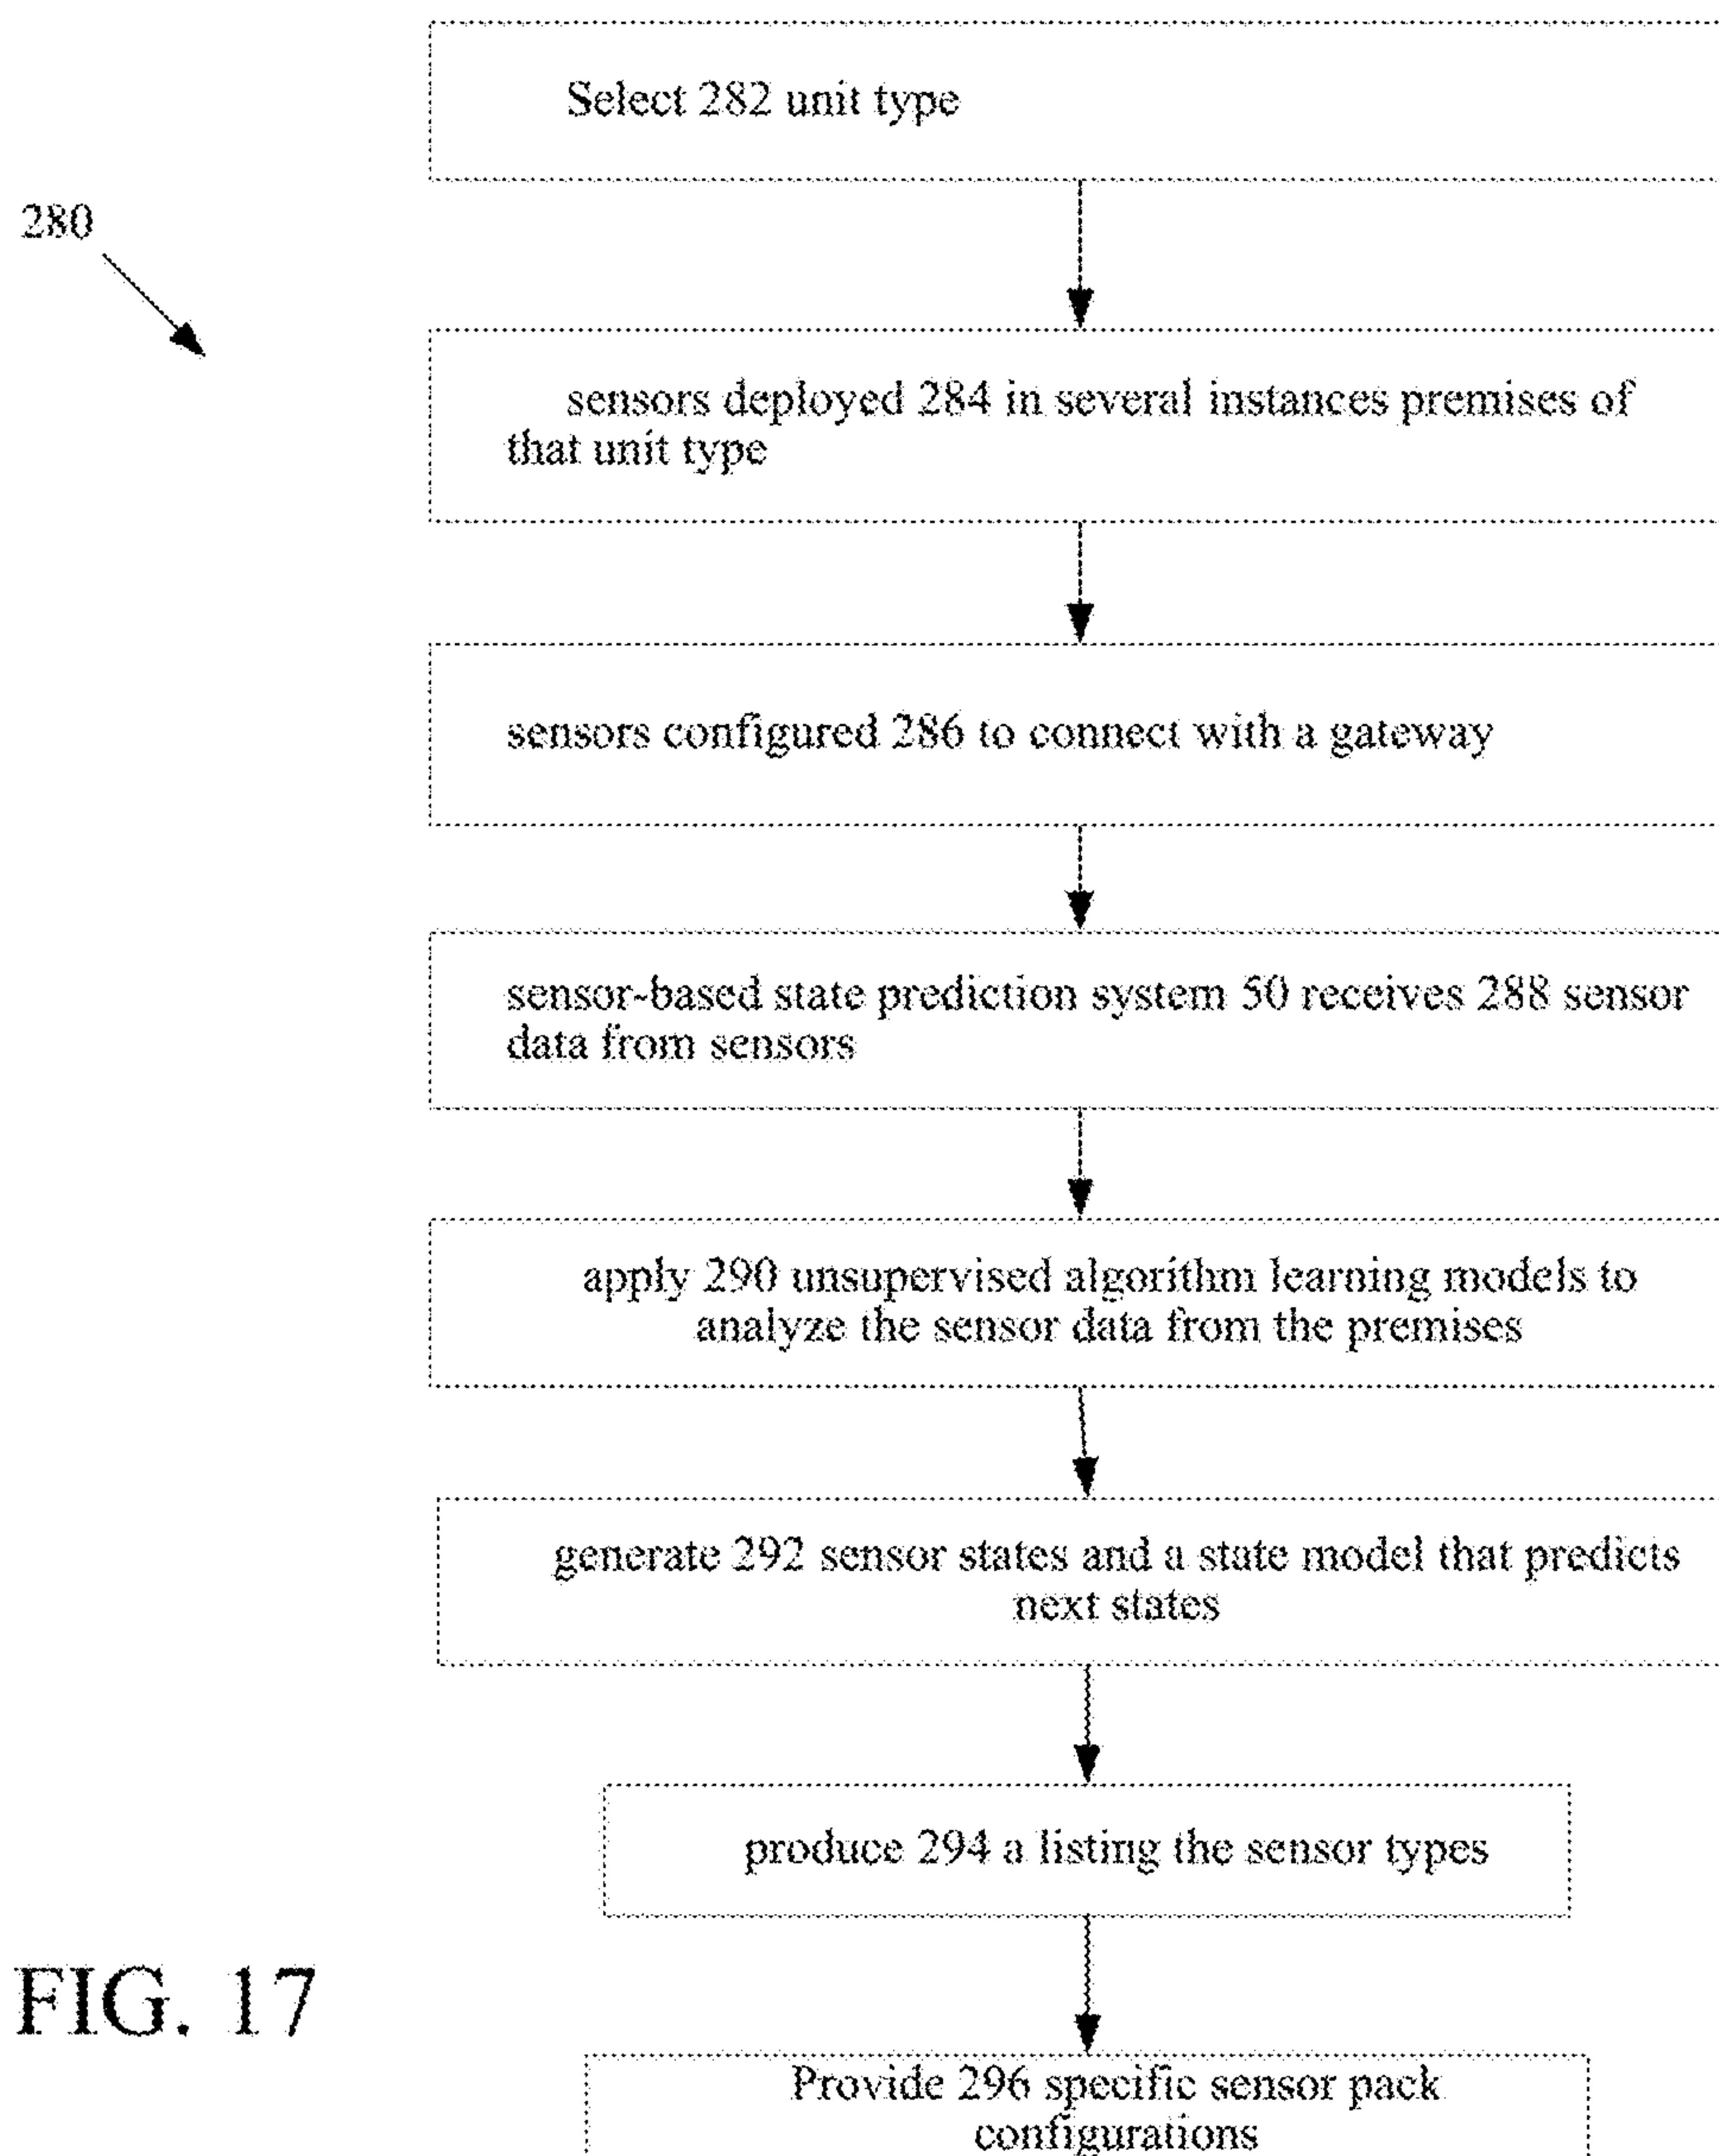 Select 282 unit type
280
sensors deployed 284 in several instances premises of
that unit type
sensors configured 286 to connect with a gateway
sensor-based state prediction system 50 receives 288 sensor
data from sensors
apply 290 unsupervised algorithm learning models to
analyze the sensor data from the premises
generate 292 sensor states and a state model that predicts
next states
produce 294 a listing the sensor types
FIG. 17
Provide 296 specific sensor pack
configurations